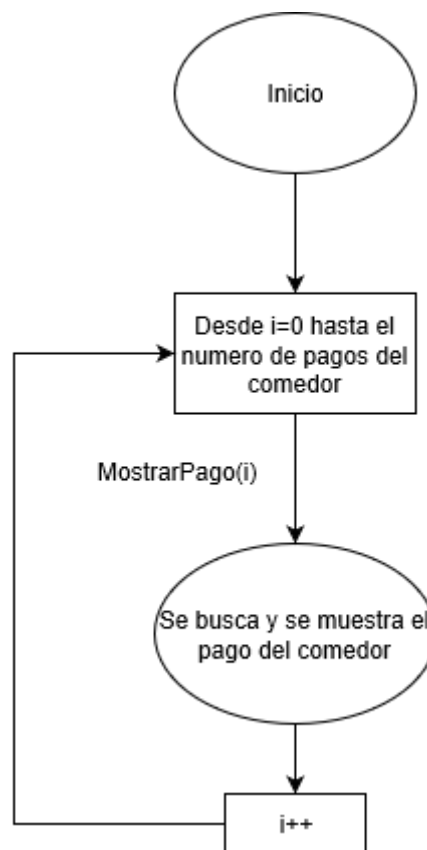 Inicio
Desde i=0 hasta el
numero de pagos del
comedor
MostrarPago(i)
Se busca y se muestra el
pago del comedor
i++